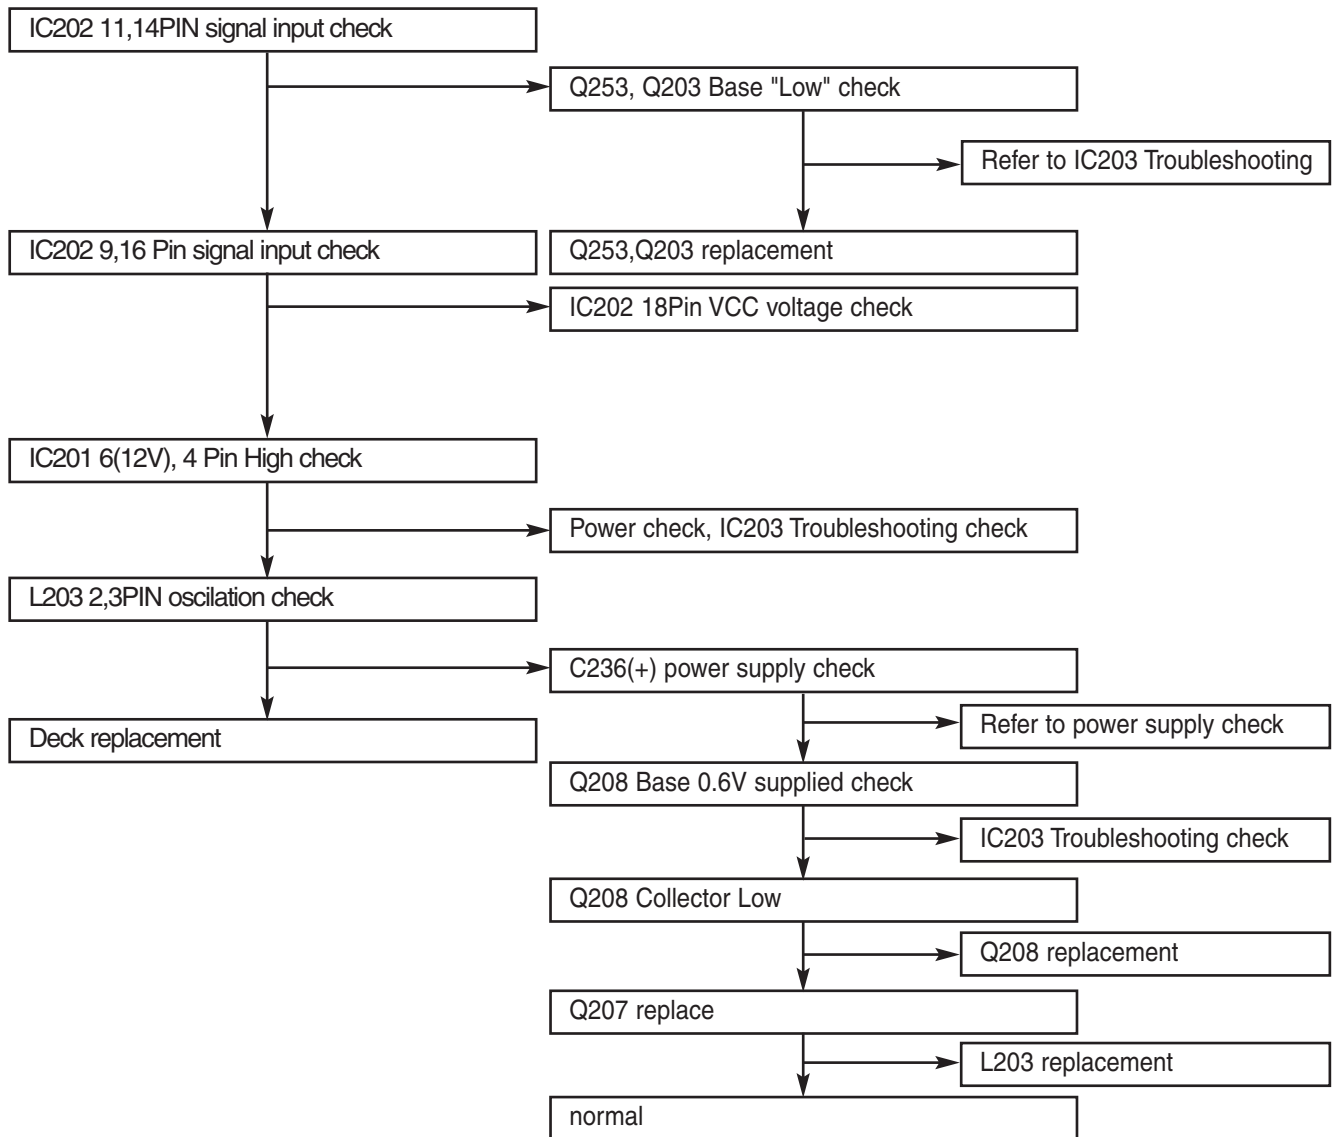 IC202 11,14PIN signal input check
Q253, Q203 Base "Low" check
Refer to IC203 Troubleshooting
IC202 9,16 Pin signal input check
Q253,Q203 replacement
IC202 18Pin VCC voltage check
IC201 6(12V), 4 Pin High check
Power check, IC203 Troubleshooting check
L203 2,3PIN oscilation check
C236(+) power supply check
Refer to power supply check
Deck replacement
Q208 Base 0.6V supplied check
IC203 Troubleshooting check
Q208 Collector Low
Q208 replacement
Q207 replace
L203 replacement
normal